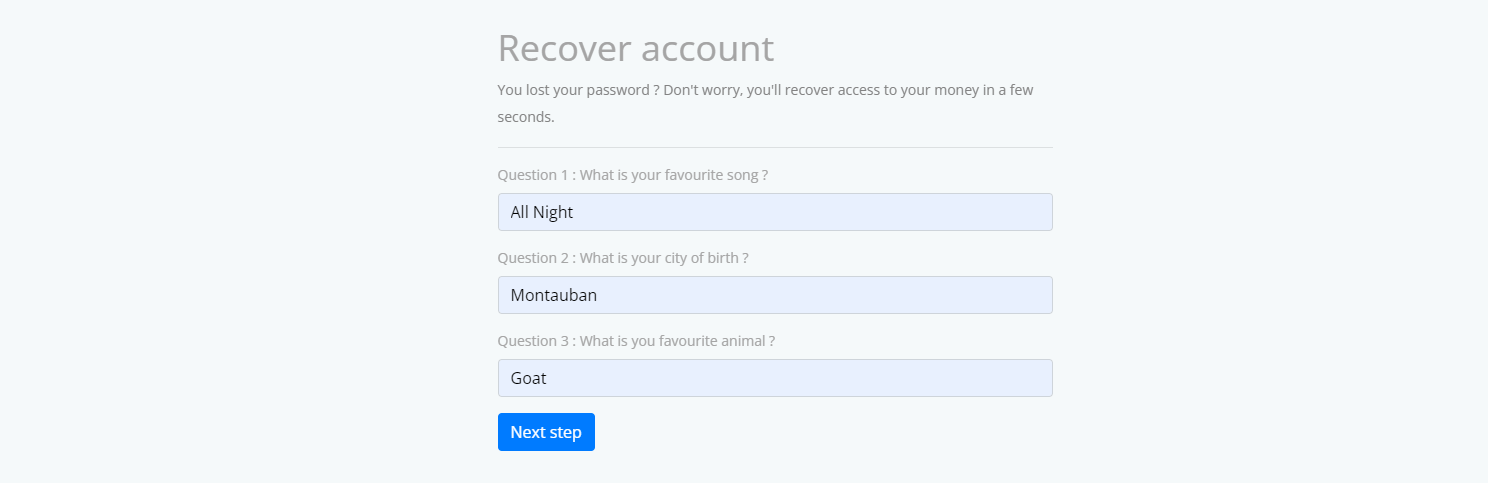 Recover account
You lost your password ? Don't worry, you'll recover access to your money in a few
seconds.
Question 1 : What is your favourite song ?
All Night
Question 2 : What is your city of birth ?
Montauban
Question 3 : What is you favourite animal ?
Goat
Next step